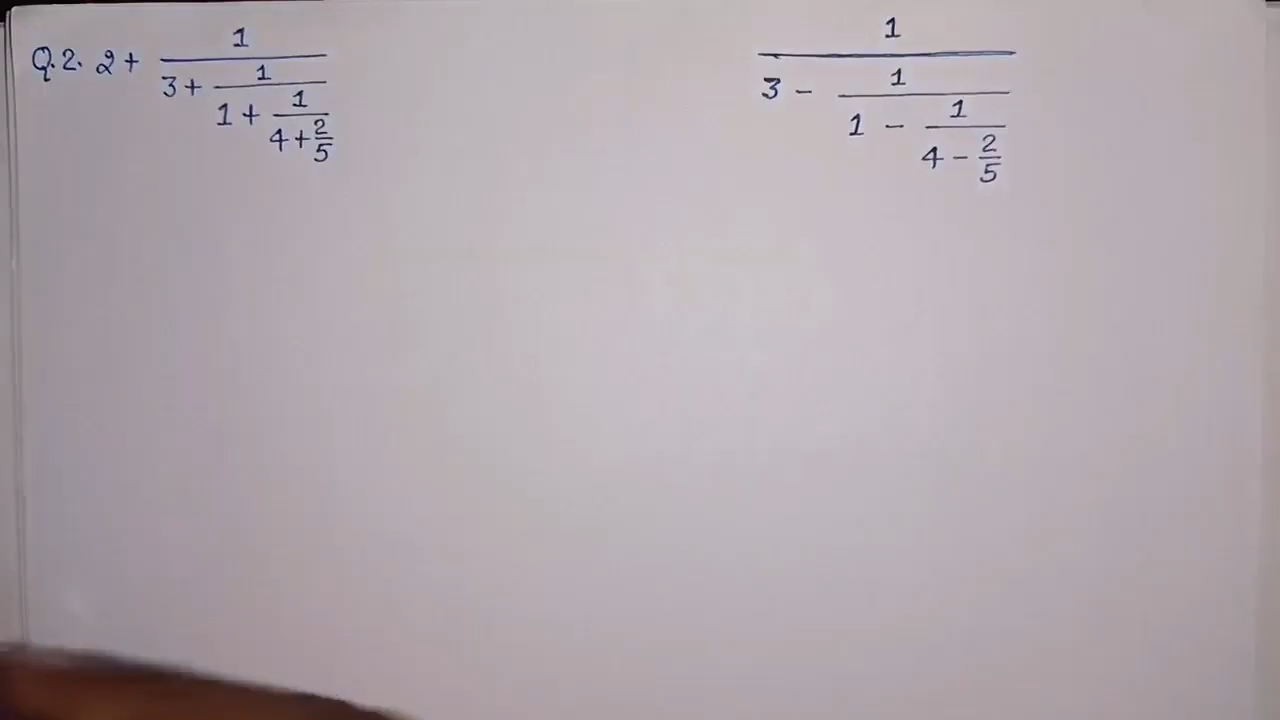 Q.2. 2 + 1
3 + 1
1 + 1
4 + 2/5
1
3 - 1
1 - 1
4 - 2/5